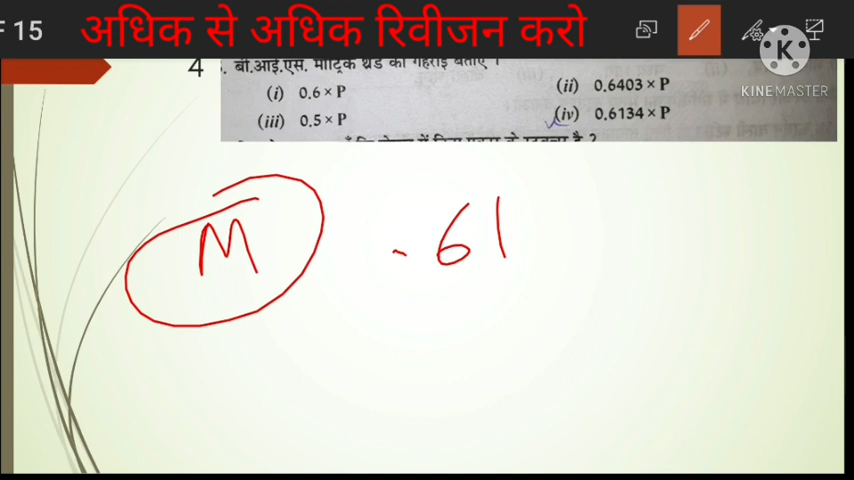 F 15 अधिक से अधिक रिवीजन करो
KINEMASTER
4. बी.आई.एस. मीट्रिक थ्रेड की गहराई बताएं ।
(i) 0.6 × P (ii) 0.6403 × P
(iii) 0.5 × P (iv) 0.6134 × P
M .61